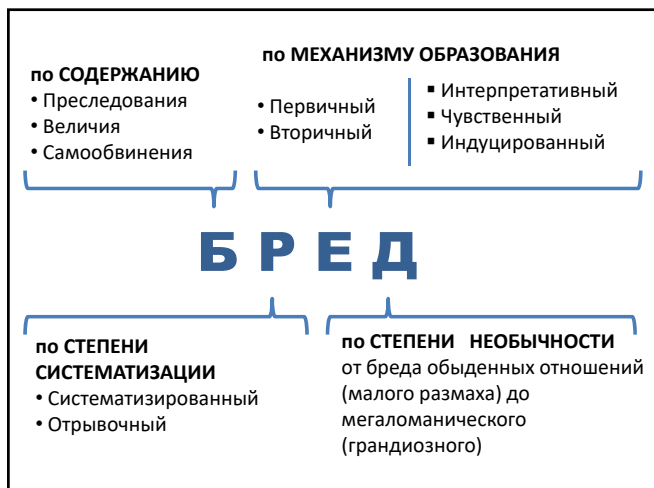 по СОДЕРЖАНИЮ
• Преследования
• Величия
• Самообвинения
по МЕХАНИЗМУ ОБРАЗОВАНИЯ
• Первичный
• Вторичный
▪ Интерпретативный
▪ Чувственный
▪ Индуцированный
Б Р Е Д
по СТЕПЕНИ
СИСТЕМАТИЗАЦИИ
• Систематизированный
• Отрывочный
по СТЕПЕНИ НЕОБЫЧНОСТИ
от бреда обыденных отношений
(малого размаха) до
мегаломанического
(грандиозного)